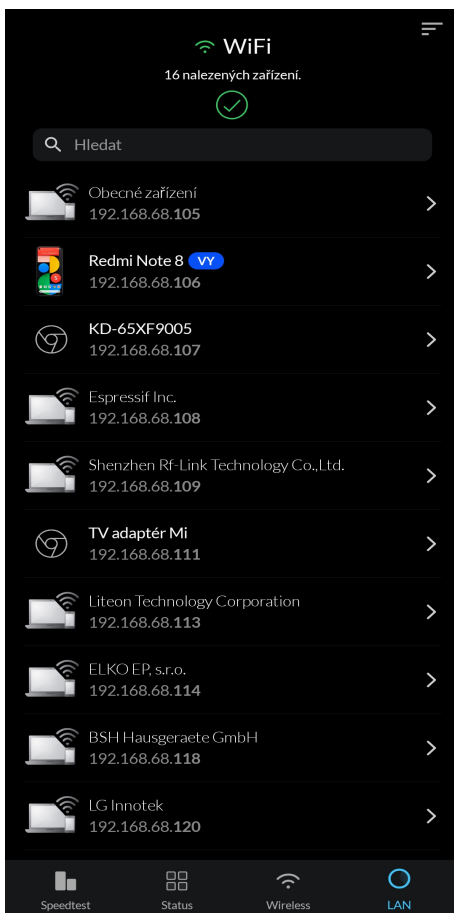 WiFi
16 nalezených zařízení.
Hledat
Obecné zařízení
192.168.68.105
Redmi Note 8 VY
192.168.68.106
KD-65XF9005
192.168.68.107
Espressif Inc.
192.168.68.108
Shenzhen Rf-Link Technology Co.,Ltd.
192.168.68.109
TV adaptér Mi
192.168.68.111
Liteon Technology Corporation
192.168.68.113
ELKO EP, s.r.o.
192.168.68.114
BSH Hausgeraete GmbH
192.168.68.118
LG Innotek
192.168.68.120
Speedtest Status Wireless LAN